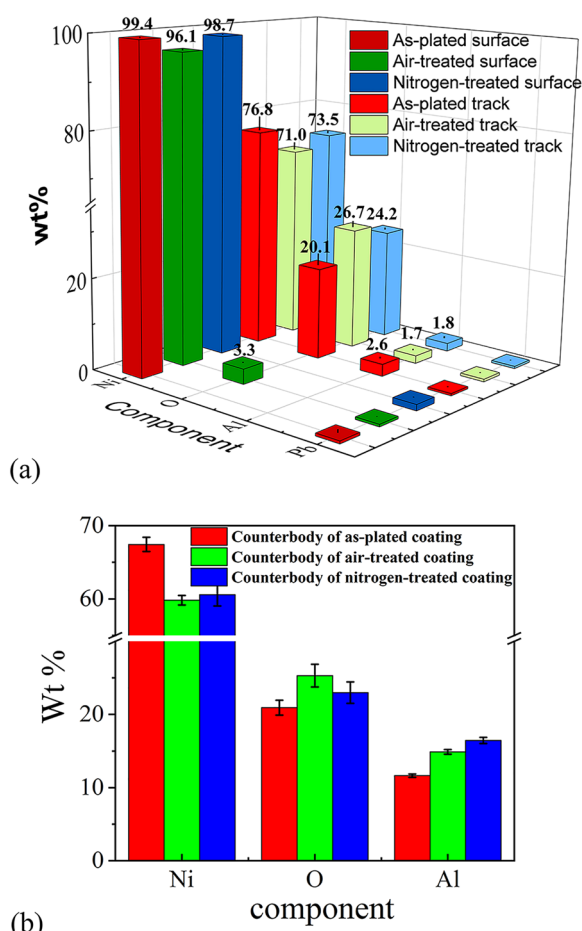 (a)
100
80
20
0
wt%
99.4
96.1
98.7
76.8
71.0
73.5
20.1
26.7
24.2
3.3
2.6
1.7
1.8
As-plated surface
Air-treated surface
Nitrogen-treated surface
As-plated track
Air-treated track
Nitrogen-treated track
Ni
O
Al
Pb
Component
(b)
70
60
20
10
0
Wt %
Counterbody of as-plated coating
Counterbody of air-treated coating
Counterbody of nitrogen-treated coating
Ni O Al
component